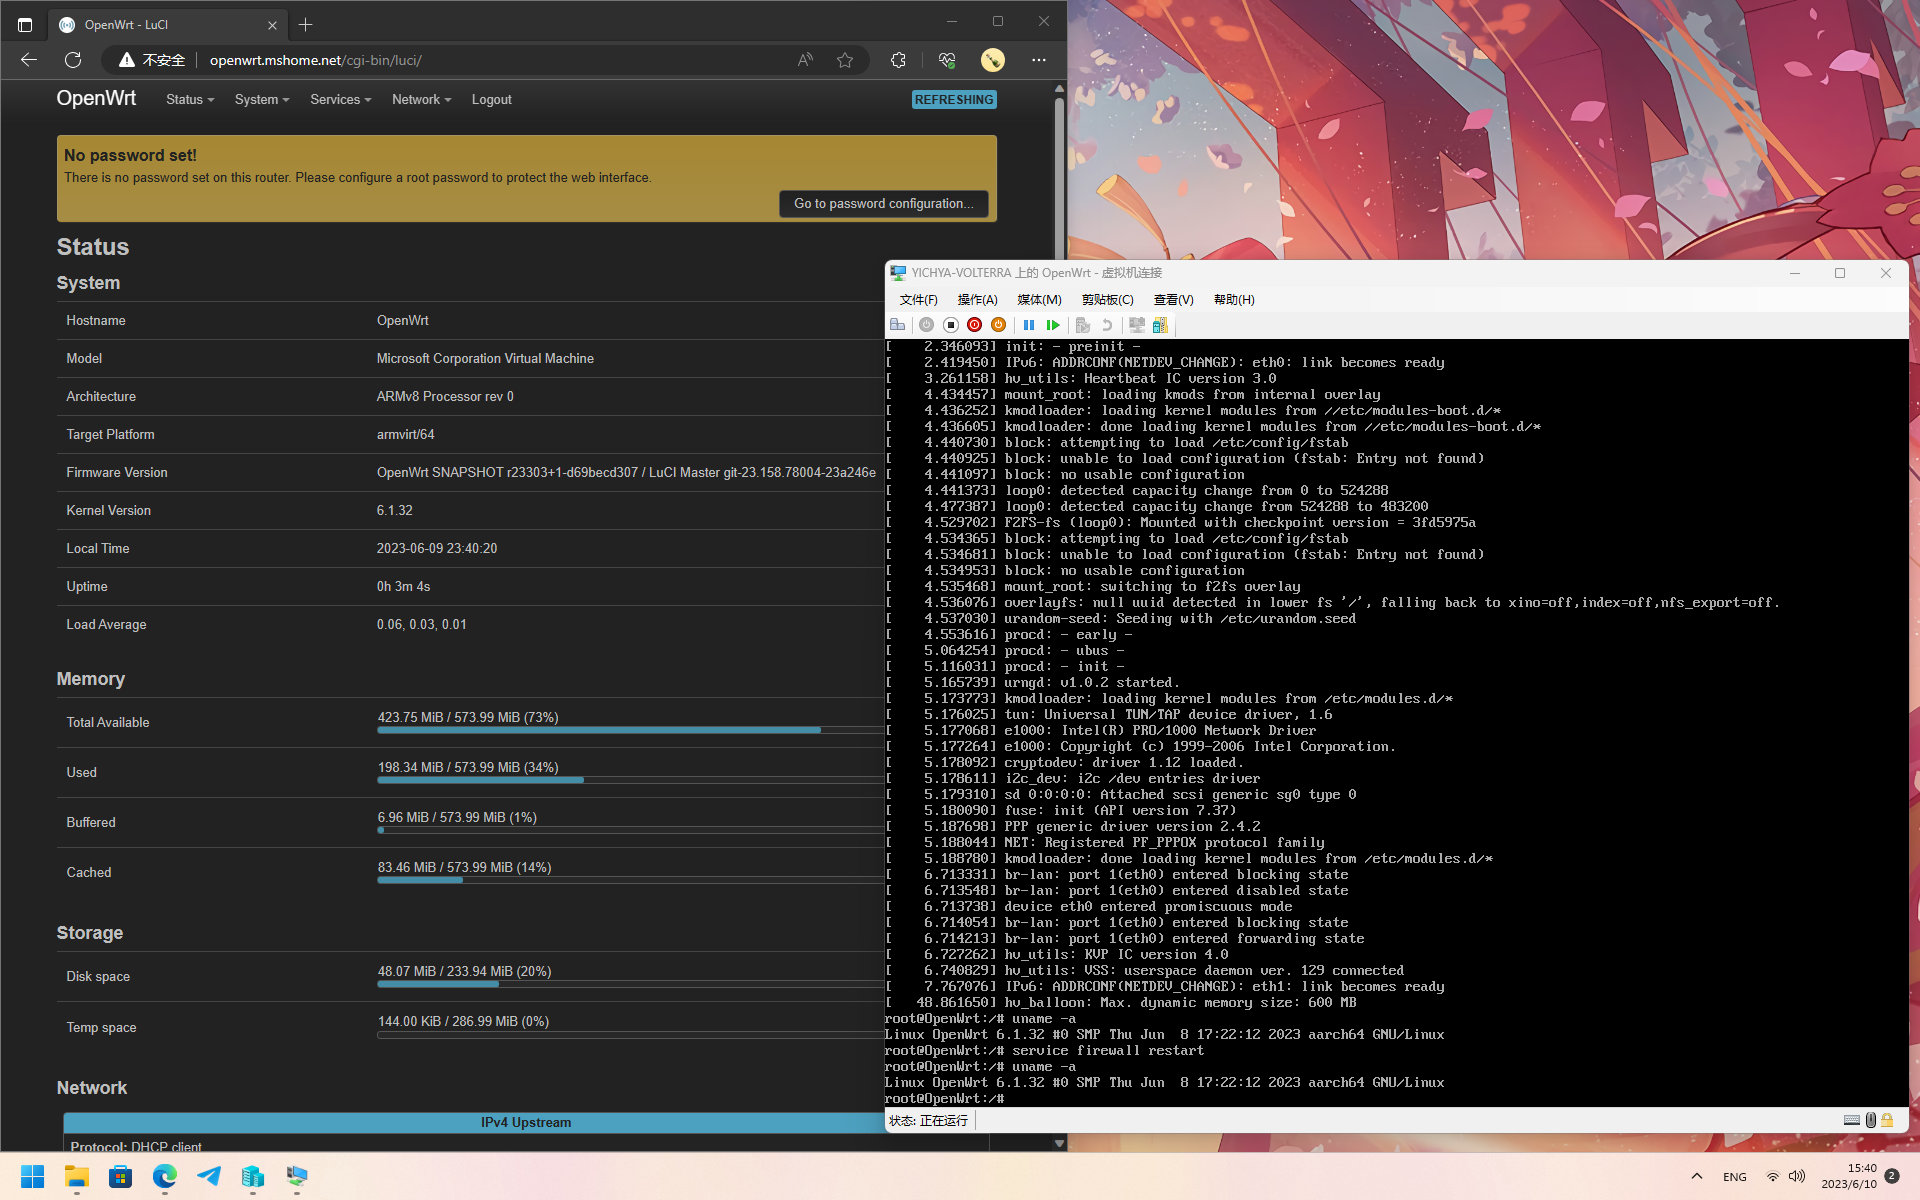 OpenWrt - LuCI
不安全
openwrt.mshome.net/cgi-bin/luci/
OpenWrt
Status
System
Services
Network
Logout
REFRESHING
No password set!
There is no password set on this router. Please configure a root password to protect the web interface.
Go to password configuration...
Status
System
Hostname OpenWrt
Model Microsoft Corporation Virtual Machine
Architecture ARMv8 Processor rev 0
Target Platform armvirt/64
Firmware Version OpenWrt SNAPSHOT r23303+1-d69becd307 / LuCI Master git-23.158.78004-23a246e
Kernel Version 6.1.32
Local Time 2023-06-09 23:40:20
Uptime 0h 3m 4s
Load Average 0.06, 0.03, 0.01
Memory
Total Available 423.75 MiB / 573.99 MiB (73%)
Used 198.34 MiB / 573.99 MiB (34%)
Buffered 6.96 MiB / 573.99 MiB (1%)
Cached 83.46 MiB / 573.99 MiB (14%)
Storage
Disk space 48.07 MiB / 233.94 MiB (20%)
Temp space 144.00 KiB / 286.99 MiB (0%)
Network
IPv4 Upstream
Protocol: DHCP client
YICHYA-VOLTERRA 上的 OpenWrt - 虚拟机连接
文件(F) 操作(A) 媒体(M) 剪贴板(C) 查看(V) 帮助(H)
[    2.346093] init: - preinit -
[    2.419450] IPv6: ADDRCONF(NETDEV_CHANGE): eth0: link becomes ready
[    3.261158] hv_utils: Heartbeat IC version 3.0
[    4.434457] mount_root: loading kmods from internal overlay
[    4.436252] kmodloader: loading kernel modules from //etc/modules-boot.d/*
[    4.436605] kmodloader: done loading kernel modules from //etc/modules-boot.d/*
[    4.440730] block: attempting to load /etc/config/fstab
[    4.440925] block: unable to load configuration (fstab: Entry not found)
[    4.441097] block: no usable configuration
[    4.441373] loop0: detected capacity change from 0 to 524288
[    4.477387] loop0: detected capacity change from 524288 to 483200
[    4.529702] F2FS-fs (loop0): Mounted with checkpoint version = 3fd5975a
[    4.534365] block: attempting to load /etc/config/fstab
[    4.534681] block: unable to load configuration (fstab: Entry not found)
[    4.534953] block: no usable configuration
[    4.535468] mount_root: switching to f2fs overlay
[    4.536076] overlayfs: null uuid detected in lower fs '/', falling back to xino=off,index=off,nfs_export=off.
[    4.537030] urandom-seed: Seeding with /etc/urandom.seed
[    4.553616] procd: - early -
[    5.064254] procd: - ubus -
[    5.116031] procd: - init -
[    5.165739] urngd: v1.0.2 started.
[    5.173773] kmodloader: loading kernel modules from /etc/modules.d/*
[    5.176025] tun: Universal TUN/TAP device driver, 1.6
[    5.177068] e1000: Intel(R) PRO/1000 Network Driver
[    5.177264] e1000: Copyright (c) 1999-2006 Intel Corporation.
[    5.178092] cryptodev: driver 1.12 loaded.
[    5.178611] i2c_dev: i2c /dev entries driver
[    5.179310] sd 0:0:0:0: Attached scsi generic sg0 type 0
[    5.180090] fuse: init (API version 7.37)
[    5.187698] PPP generic driver version 2.4.2
[    5.188044] NET: Registered PF_PPPOX protocol family
[    5.188780] kmodloader: done loading kernel modules from /etc/modules.d/*
[    6.713331] br-lan: port 1(eth0) entered blocking state
[    6.713548] br-lan: port 1(eth0) entered disabled state
[    6.713738] device eth0 entered promiscuous mode
[    6.714054] br-lan: port 1(eth0) entered blocking state
[    6.714213] br-lan: port 1(eth0) entered forwarding state
[    6.727262] hv_utils: KVP IC version 4.0
[    6.740829] hv_utils: VSS: userspace daemon ver. 129 connected
[    7.767076] IPv6: ADDRCONF(NETDEV_CHANGE): eth1: link becomes ready
[   48.861650] hv_balloon: Max. dynamic memory size: 600 MB
root@OpenWrt:/# uname -a
Linux OpenWrt 6.1.32 #0 SMP Thu Jun  8 17:22:12 2023 aarch64 GNU/Linux
root@OpenWrt:/# service firewall restart
root@OpenWrt:/# uname -a
Linux OpenWrt 6.1.32 #0 SMP Thu Jun  8 17:22:12 2023 aarch64 GNU/Linux
root@OpenWrt:/#
状态: 正在运行
ENG
15:40
2023/6/10
2